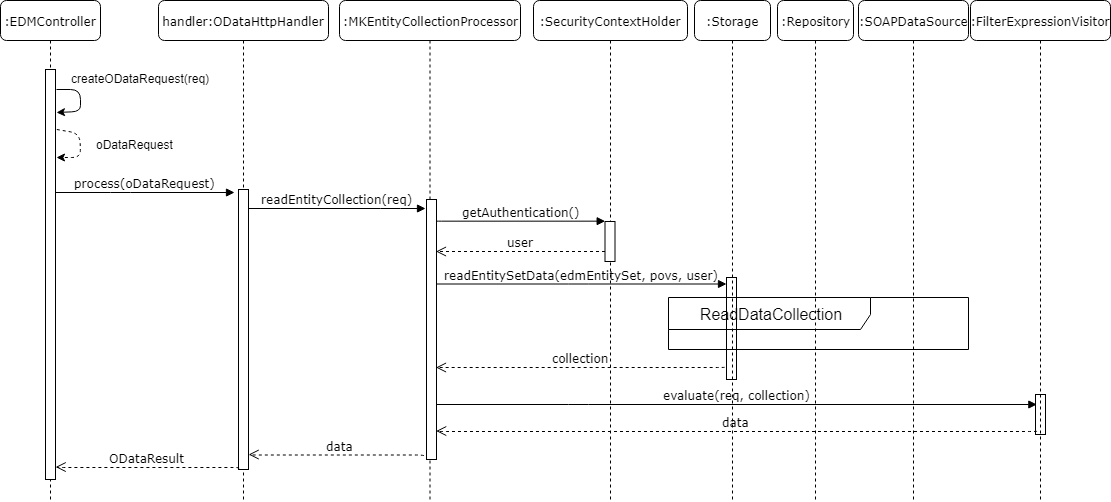 :EDMController
handler:ODataHttpHandler
:MKEntityCollectionProcessor
:SecurityContextHolder
:Storage
:Repository
:SOAPDataSource
:FilterExpressionVisitor
createODataRequest(req)
oDataRequest
process(oDataRequest)
readEntityCollection(req)
getAuthentication()
user
readEntitySetData(edmEntitySet, povs, user)
ReadDataCollection
collection
evaluate(req, collection)
data
data
ODataResult